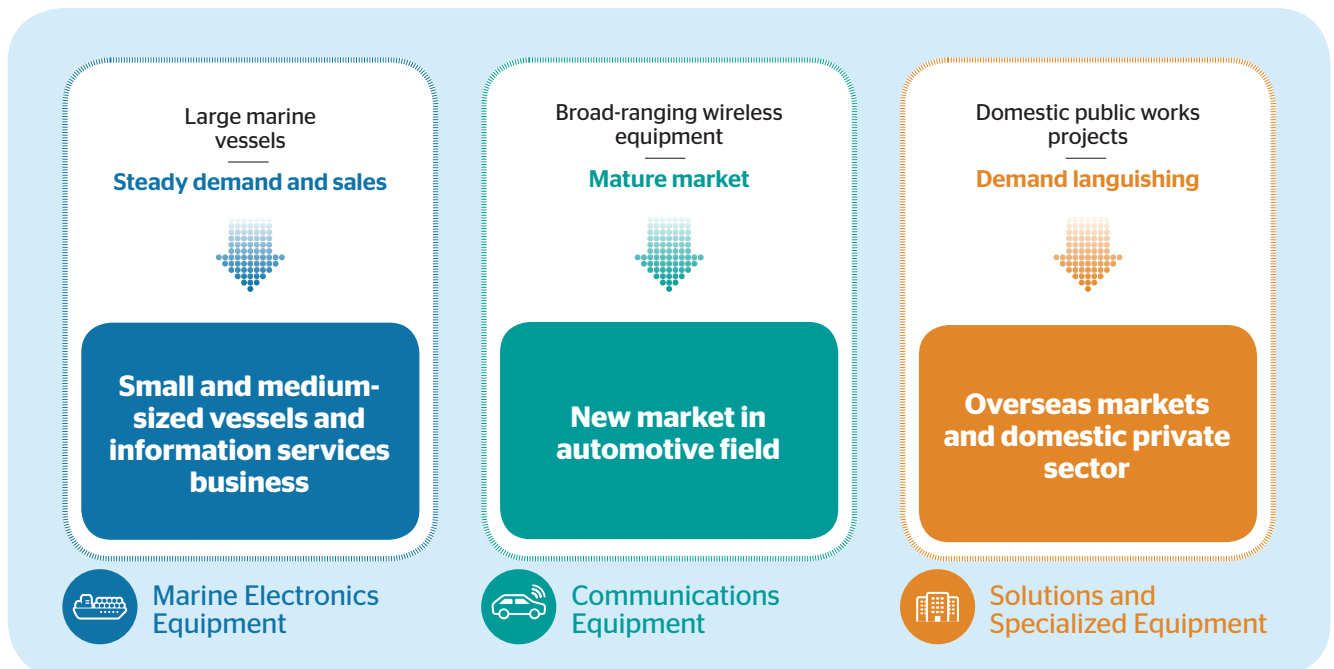 Large marine
vessels
Steady demand and sales
Small and medium-
sized vessels and
information services
business
Marine Electronics
Equipment
Broad-ranging wireless
equipment
Mature market
New market in
automotive field
Communications
Equipment
Domestic public works
projects
Demand languishing
Overseas markets
and domestic private
sector
Solutions and
Specialized Equipment